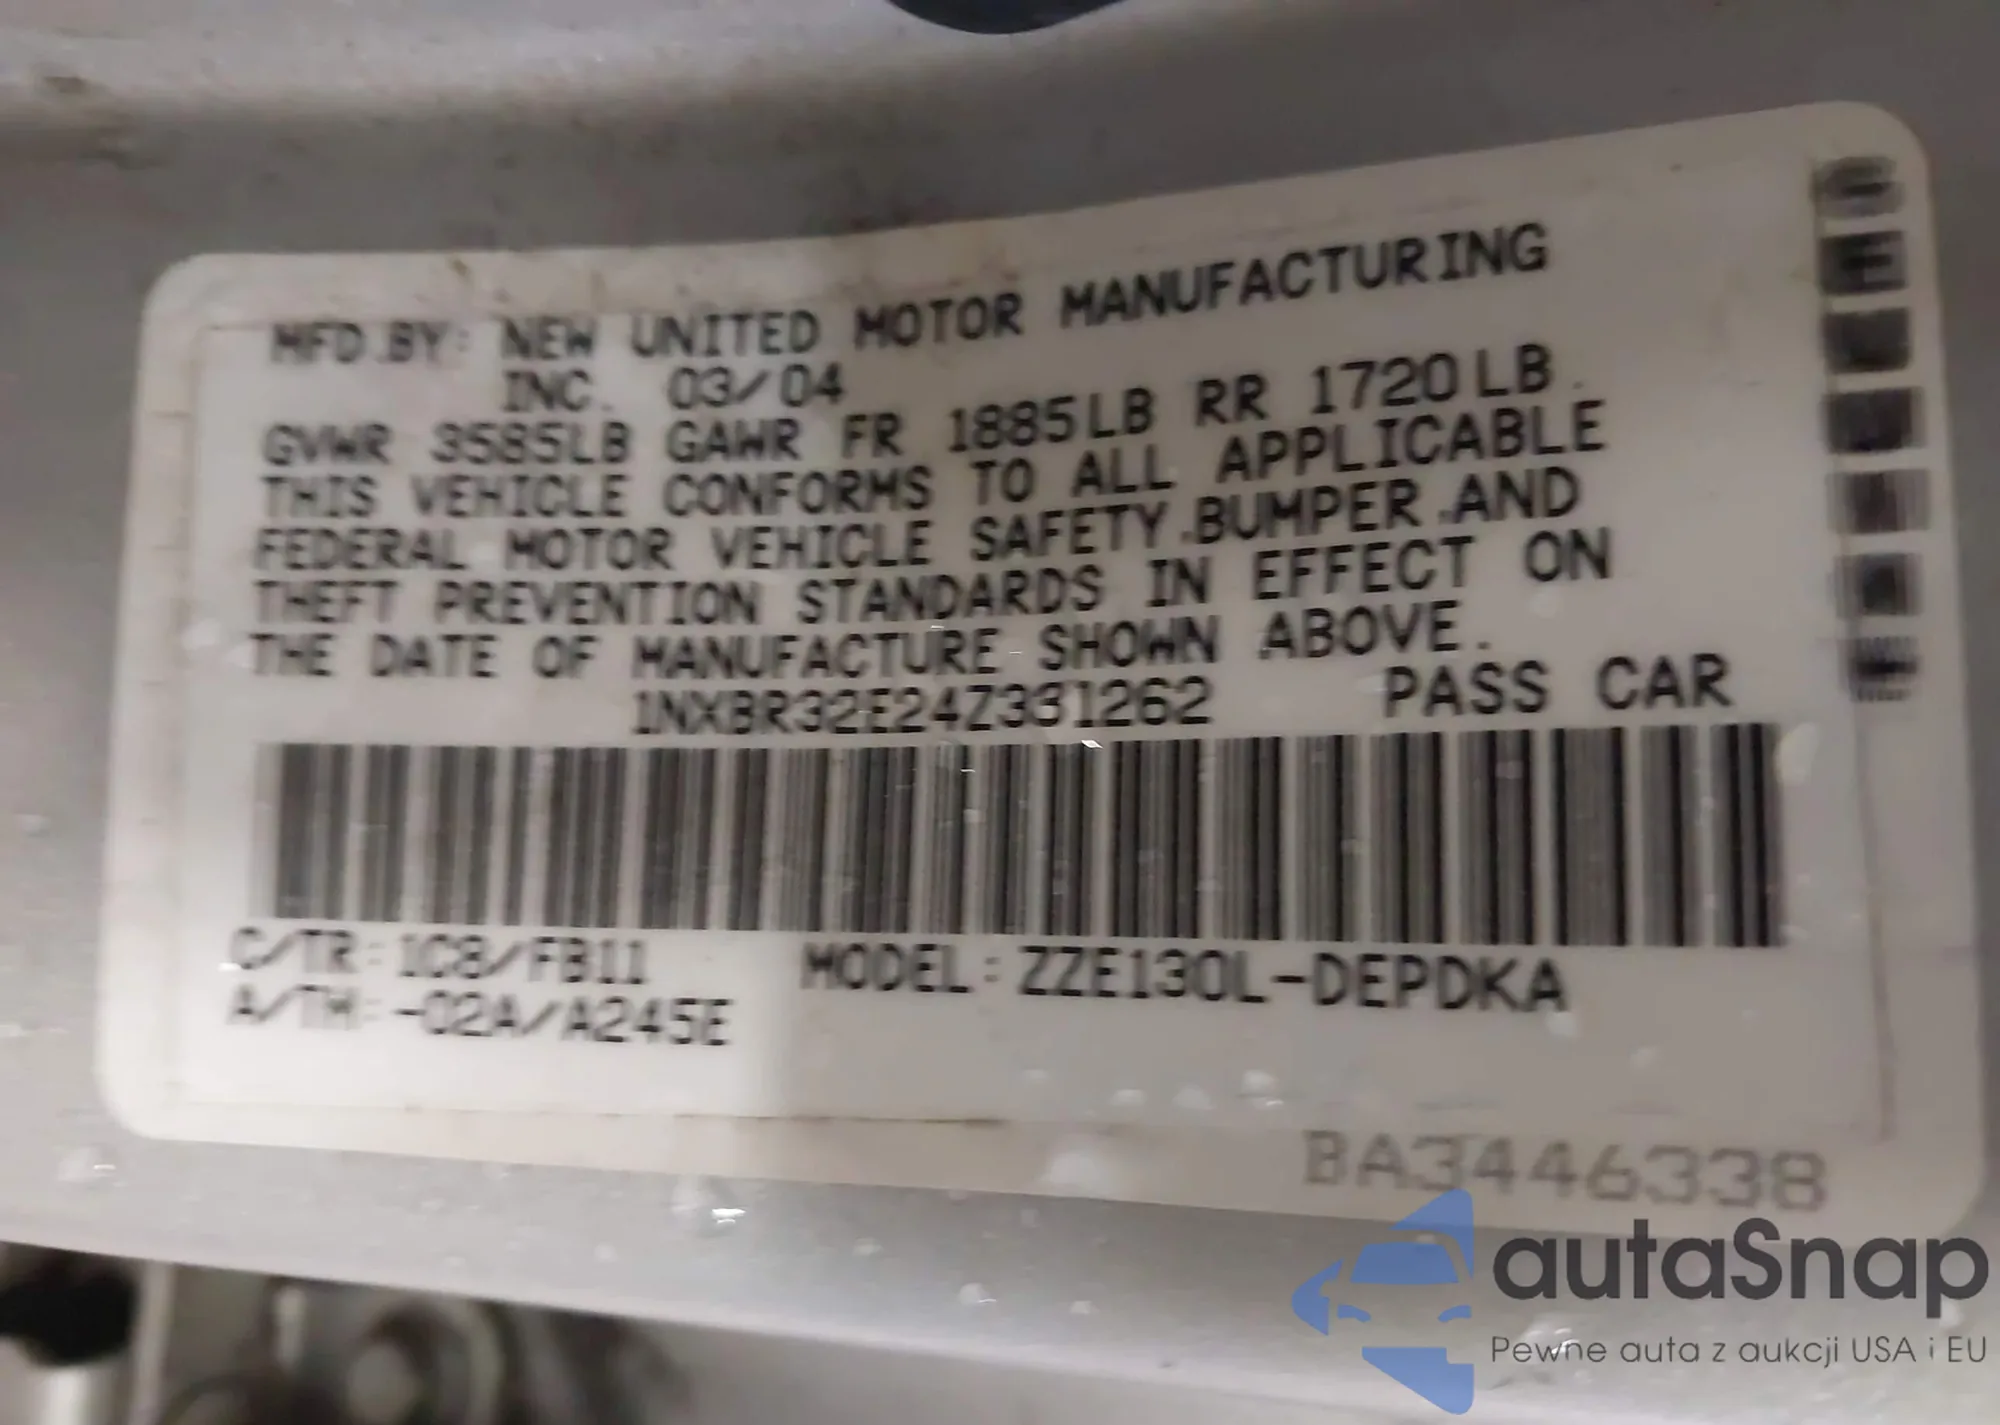 MFD.BY: NEW UNITED MOTOR MANUFACTURING
INC. 03/04
GVWR 3585LB GAWR FR 1885LB RR 1720LB
THIS VEHICLE CONFORMS TO ALL APPLICABLE
FEDERAL MOTOR VEHICLE SAFETY,BUMPER,AND
THEFT PREVENTION STANDARDS IN EFFECT ON
THE DATE OF MANUFACTURE SHOWN ABOVE.
1NXBR32E24Z331262 PASS CAR
C/TR: 1C8/FB11 MODEL: ZZE130L-DEPDKA
A/TM: -02A/A245E
BA3446338
autaSnap
Pewne auta z aukcji USA i EU